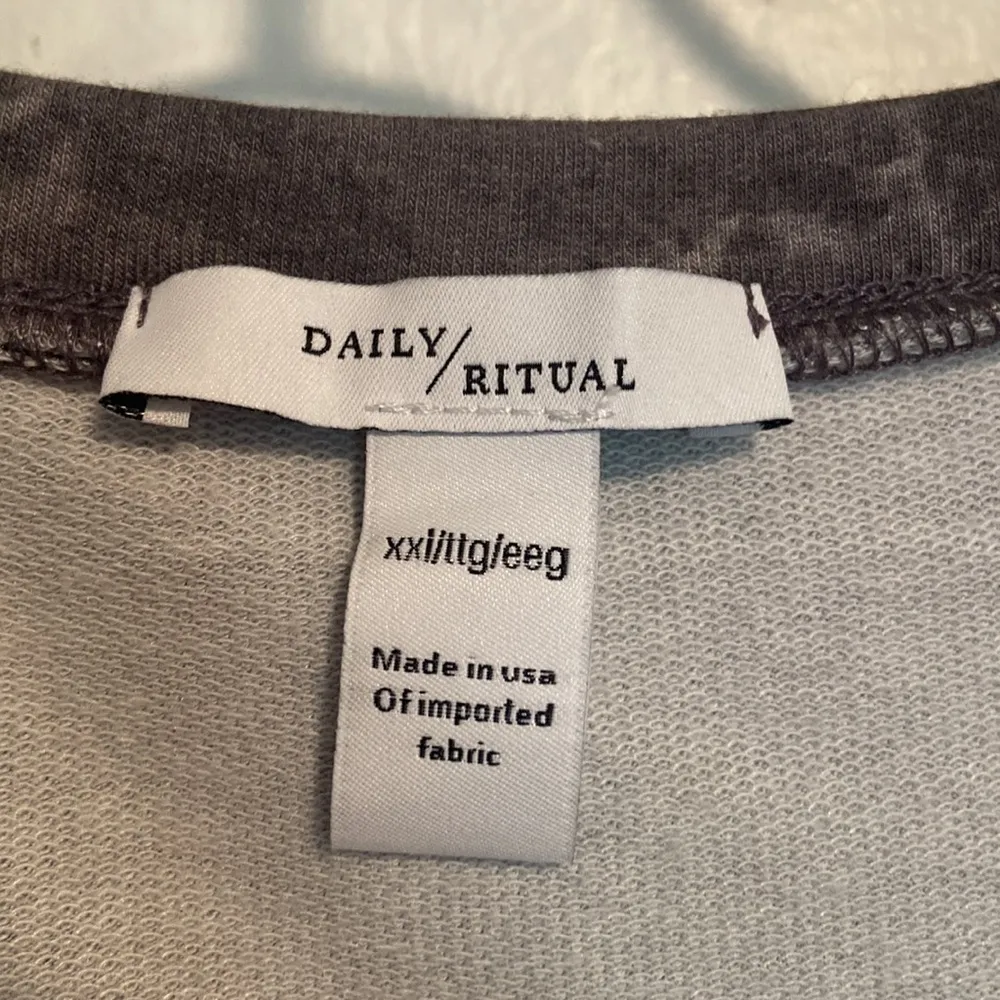 DAILY/
RITUAL
xxl/ttg/eeg
Made in usa
Of imported
fabric